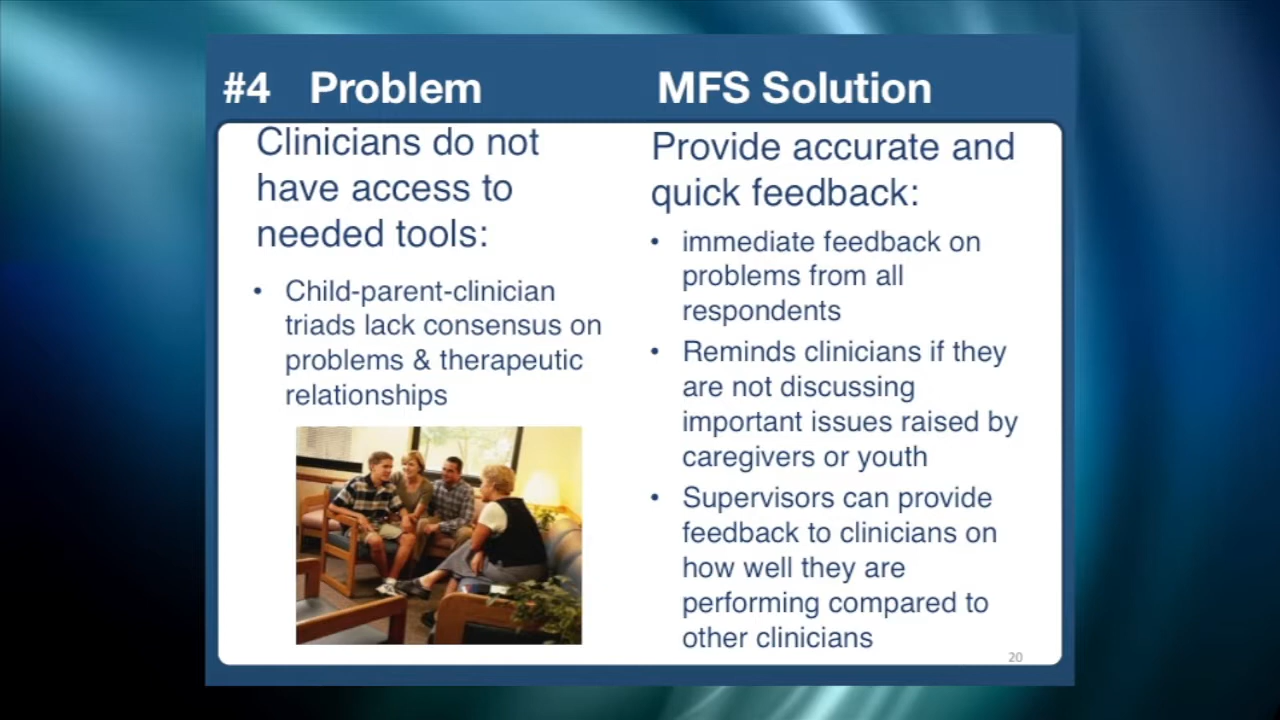 #4 Problem
MFS Solution
Clinicians do not
have access to
needed tools:
• Child-parent-clinician
triads lack consensus on
problems & therapeutic
relationships
Provide accurate and
quick feedback:
• immediate feedback on
problems from all
respondents
• Reminds clinicians if they
are not discussing
important issues raised by
caregivers or youth
• Supervisors can provide
feedback to clinicians on
how well they are
performing compared to
other clinicians
20